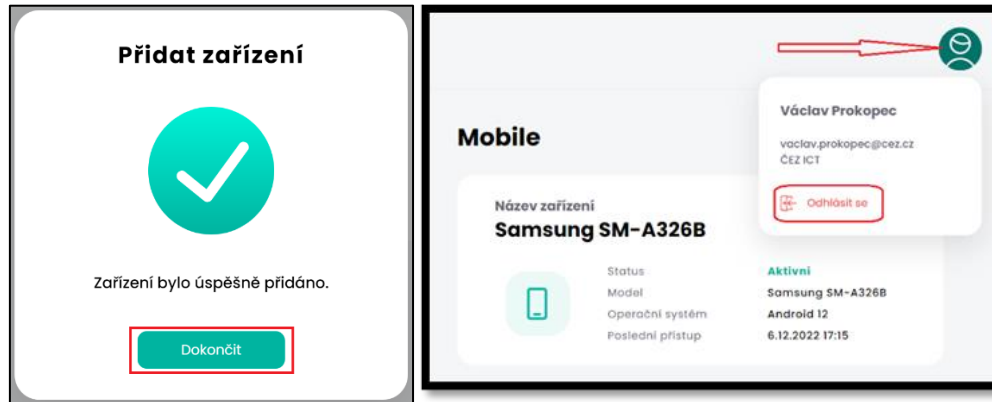 Přidat zařízení
Zařízení bylo úspěšně přidáno.
Dokončit
Václav Prokopec
vaclav.prokopec@cez.cz
ČEZ ICT
Odhlásit se
Mobile
Název zařízení
Samsung SM-A326B
Status Aktivní
Model Samsung SM-A326B
Operační systém Android 12
Poslední přístup 6.12.2022 17:15